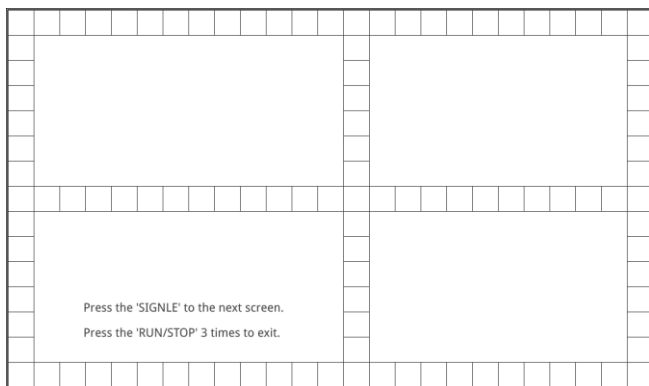 Press the 'SIGNLE' to the next screen.
Press the 'RUN/STOP' 3 times to exit.